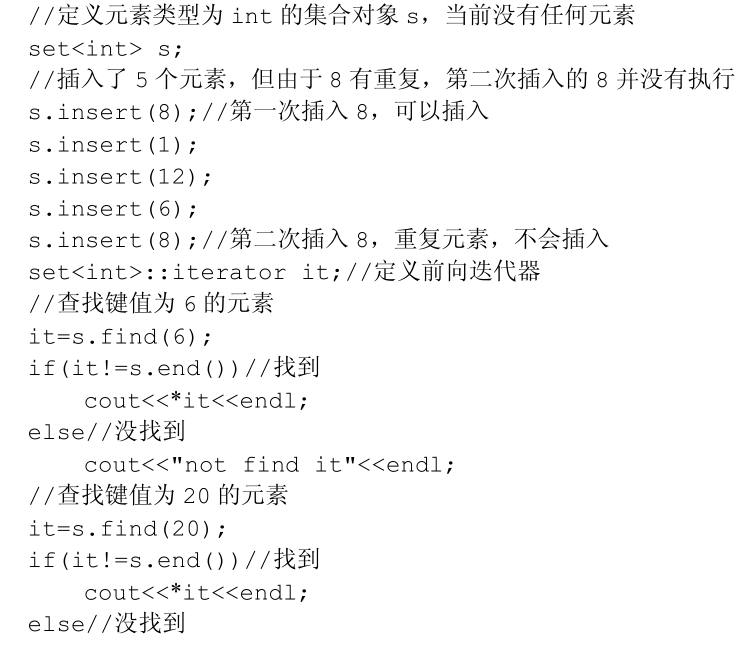 //定义元素类型为 int 的集合对象 s，当前没有任何元素
set<int> s;
//插入了 5 个元素，但由于 8 有重复，第二次插入的 8 并没有执行
s.insert(8);//第一次插入 8，可以插入
s.insert(1);
s.insert(12);
s.insert(6);
s.insert(8);//第二次插入 8，重复元素，不会插入
set<int>::iterator it;//定义前向迭代器
//查找键值为 6 的元素
it=s.find(6);
if(it!=s.end())//找到
    cout<<*it<<endl;
else//没找到
    cout<<"not find it"<<endl;
//查找键值为 20 的元素
it=s.find(20);
if(it!=s.end())//找到
    cout<<*it<<endl;
else//没找到